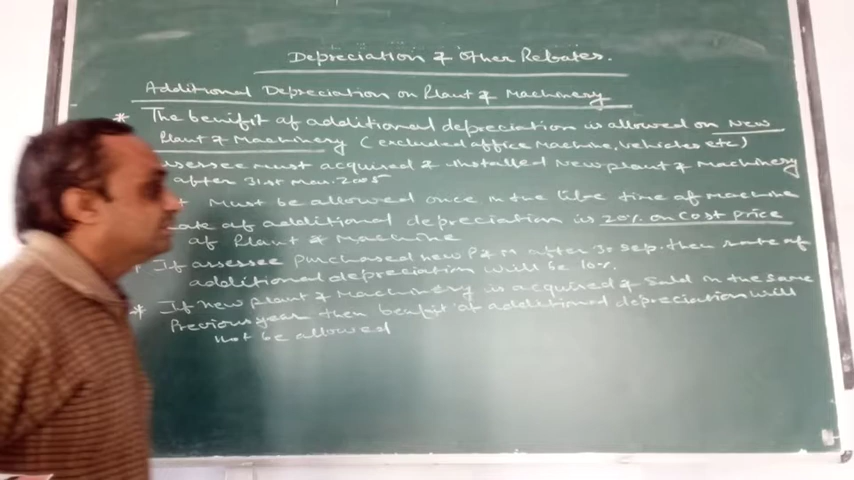 Depreciation & Other Rebates.
Additional Depreciation on Plant & Machinery
* The benifit of additional depreciation is allowed on New
Plant & Machinery (excluded office Machine, Vehicles etc)
assessee must acquired & installed New plant & Machinery
after 31st Mar. 2005
Must be allowed once in the life time of Machine
rate of additional depreciation is 20% on Cost Price
of Plant & Machine
* If assessee purchased new P & M after 30 sep. then rate of
additional depreciation will be 10%.
* If new plant & Machinery is acquired & Sold in the same
Previous year then benefit of additional depreciation will
not be allowed